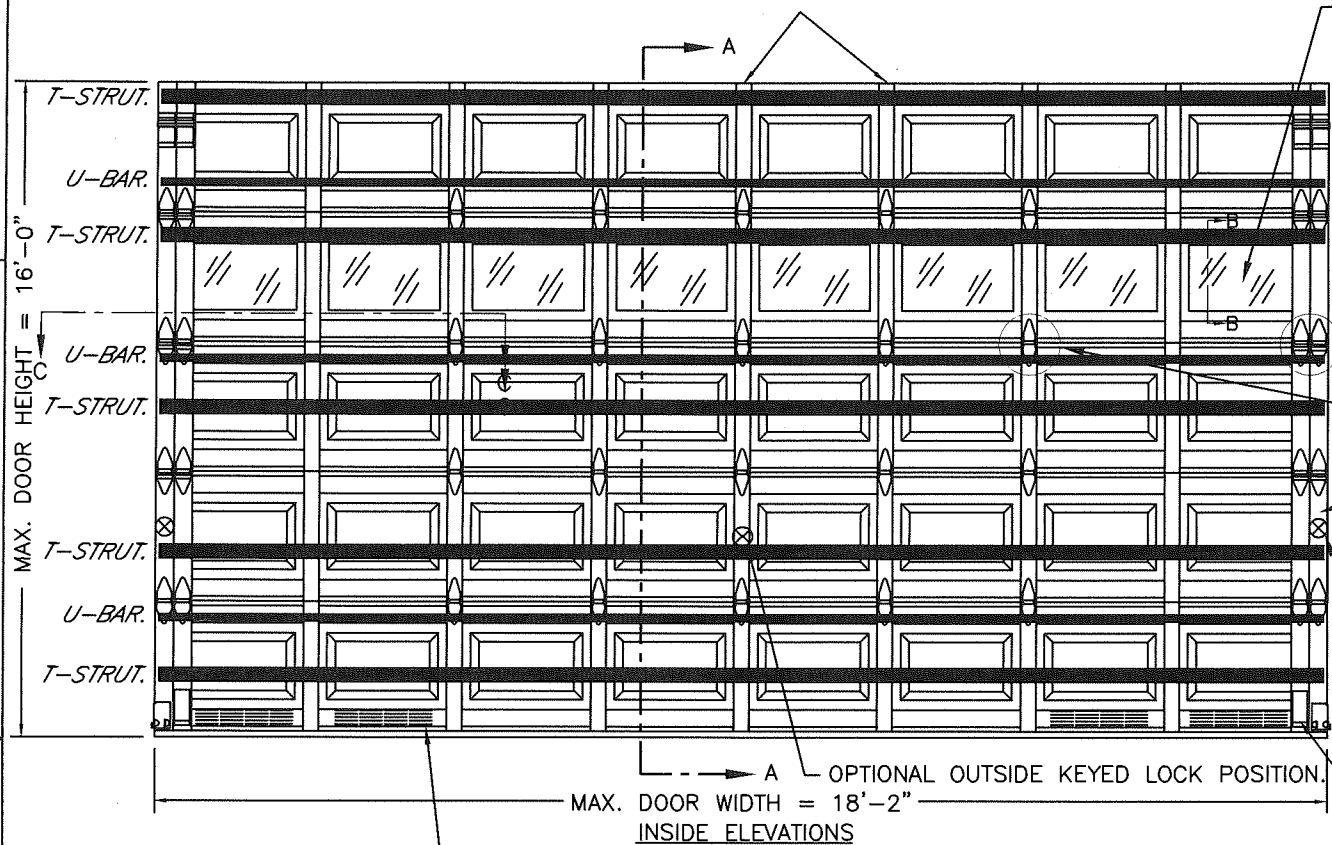 A
T-STRUT.
U-BAR.
T-STRUT.
B
B
U-BAR.
C
C
T-STRUT.
MAX. DOOR HEIGHT = 16'-0"
T-STRUT.
U-BAR.
T-STRUT.
A
OPTIONAL OUTSIDE KEYED LOCK POSITION.
MAX. DOOR WIDTH = 18'-2"
INSIDE ELEVATIONS